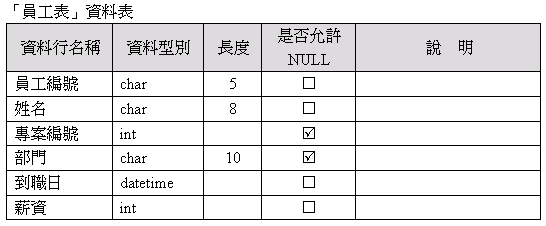 「員工表」資料表
資料行名稱 資料型別 長度 是否允許 NULL 說 明
員工編號 char 5 ☐
姓名 char 8 ☐
專案編號 int ☑
部門 char 10 ☑
到職日 datetime ☐
薪資 int ☐